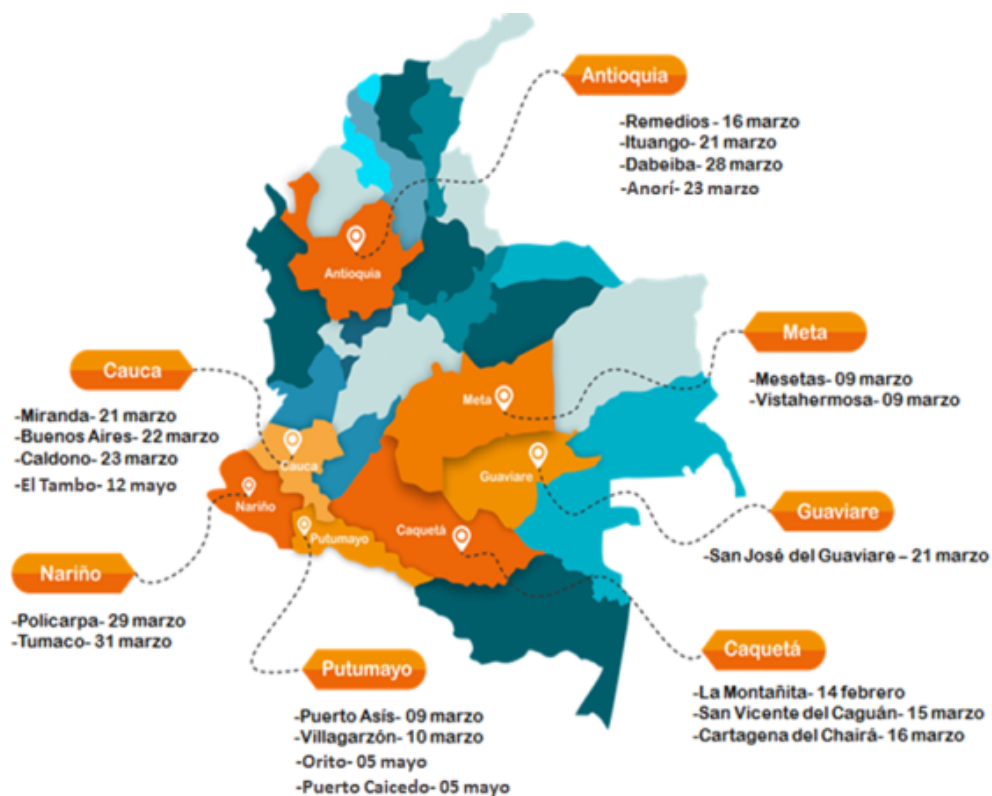 Antioquia
-Remedios - 16 marzo
-Ituango- 21 marzo
-Dabeiba- 28 marzo
-Anorí- 23 marzo
Antioquia
Meta
-Mesetas- 09 marzo
-Vistahermosa- 09 marzo
Cauca
-Miranda- 21 marzo
-Buenos Aires- 22 marzo
-Caldono- 23 marzo
-El Tambo- 12 mayo
Meta
Cauca
Guaviare
Nariño
Putumayo
Caquetá
Guaviare
-San José del Guaviare – 21 marzo
Nariño
-Policarpa- 29 marzo
-Tumaco- 31 marzo
Putumayo
-Puerto Asís- 09 marzo
-Villagarzón- 10 marzo
-Orito- 05 mayo
-Puerto Caicedo- 05 mayo
Caquetá
-La Montañita- 14 febrero
-San Vicente del Caguán- 15 marzo
-Cartagena del Chairá- 16 marzo